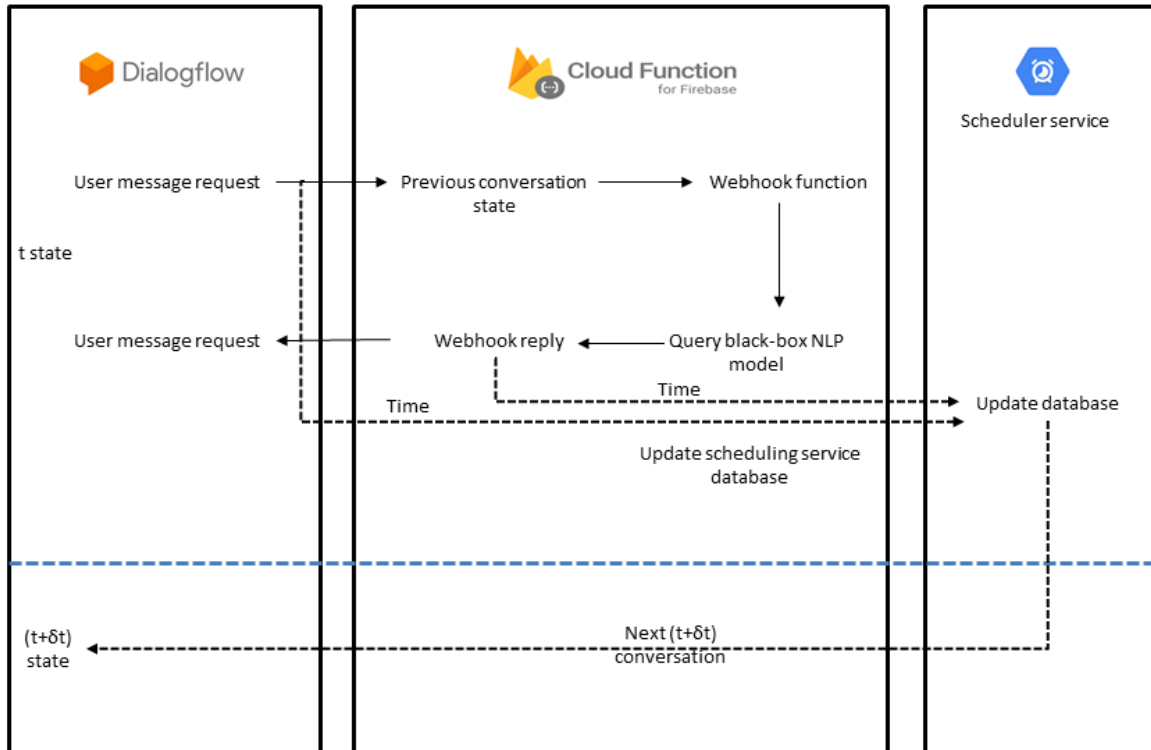 Dialogflow
Cloud Function
for Firebase
{···}
Scheduler service
User message request
Previous conversation
state
Webhook function
t state
User message request
Webhook reply
Query black-box NLP
model
Time
Time
Update database
Update scheduling service
database
(t+δt)
state
Next (t+δt)
conversation